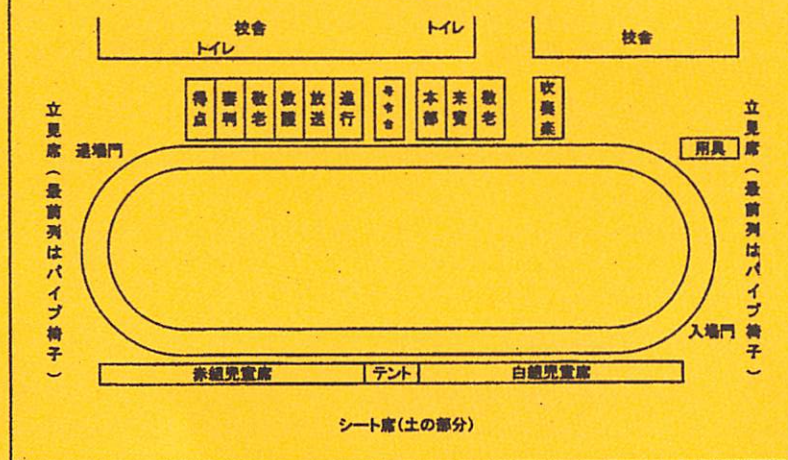 校舎
トイレ
トイレ
校舎
得点
審判
敬老
救護
放送
進行
号令台
本部
来賓
敬老
吹奏楽
立見席(最前列はパイプ椅子)
退場門
用具
立見席(最前列はパイプ椅子)
入場門
赤組児童席
テント
白組児童席
シート席(土の部分)